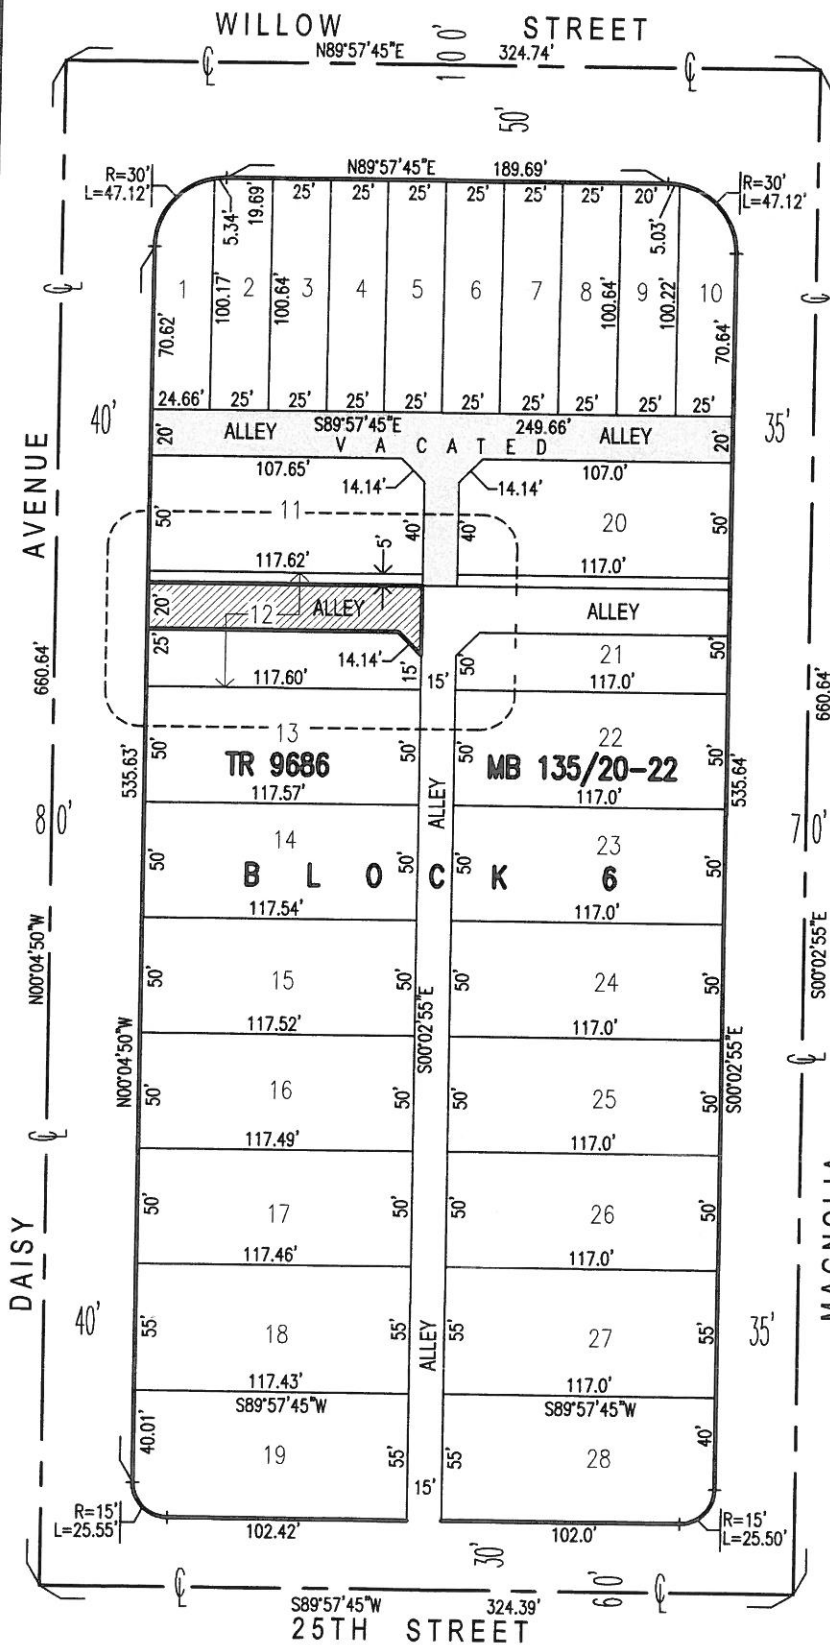 WILLOW STREET
N89°57'45"E 100' 324.74'
℄ ℄
50'
N89°57'45"E 189.69'
R=30' L=47.12'
R=30' L=47.12'
5.34' 19.69' 25' 25' 25' 25' 25' 25' 20' 5.03'
1 2 3 4 5 6 7 8 9 10
70.62' 100.17' 100.64' 100.64' 100.22' 70.64'
℄ ℄
24.66' 25' 25' 25' 25' 25' 25' 25' 25' 25'
40' 35'
20' ALLEY S89°57'45"E 249.66' ALLEY 20'
VACATED
107.65' 107.0'
14.14' 14.14'
50' 11 40' 40' 20 50'
5'
117.62' 117.0'
20' 12 ALLEY ALLEY
25' 14.14' 15' 50' 21 50'
117.60' 15' 117.0'
AVENUE
660.64' 660.64'
13 22
50' 50' 50' 50'
535.63' TR 9686 MB 135/20-22 535.64'
117.57' 117.0'
ALLEY
80' 70'
14 23
50' 50' 50' 50'
BLOCK 6
117.54' 117.0'
N00°04'50"W S00°02'55"E
50' 15 50' 50' 24 50'
117.52' 117.0'
S00°02'55"E
N00°04'50"W S00°02'55"E
℄ ℄
50' 16 50' 50' 25 50'
117.49' 117.0'
50' 17 50' 50' 26 50'
117.46' 117.0'
DAISY
40' 35'
55' 18 55' ALLEY 55' 27 55'
117.43' 117.0'
S89°57'45"W S89°57'45"W
40.01' 19 55' 55' 28 40'
15'
R=15' L=25.55'
R=15' L=25.50'
102.42' 102.0'
30'
℄ 60' ℄
S89°57'45"W 324.39'
25TH STREET